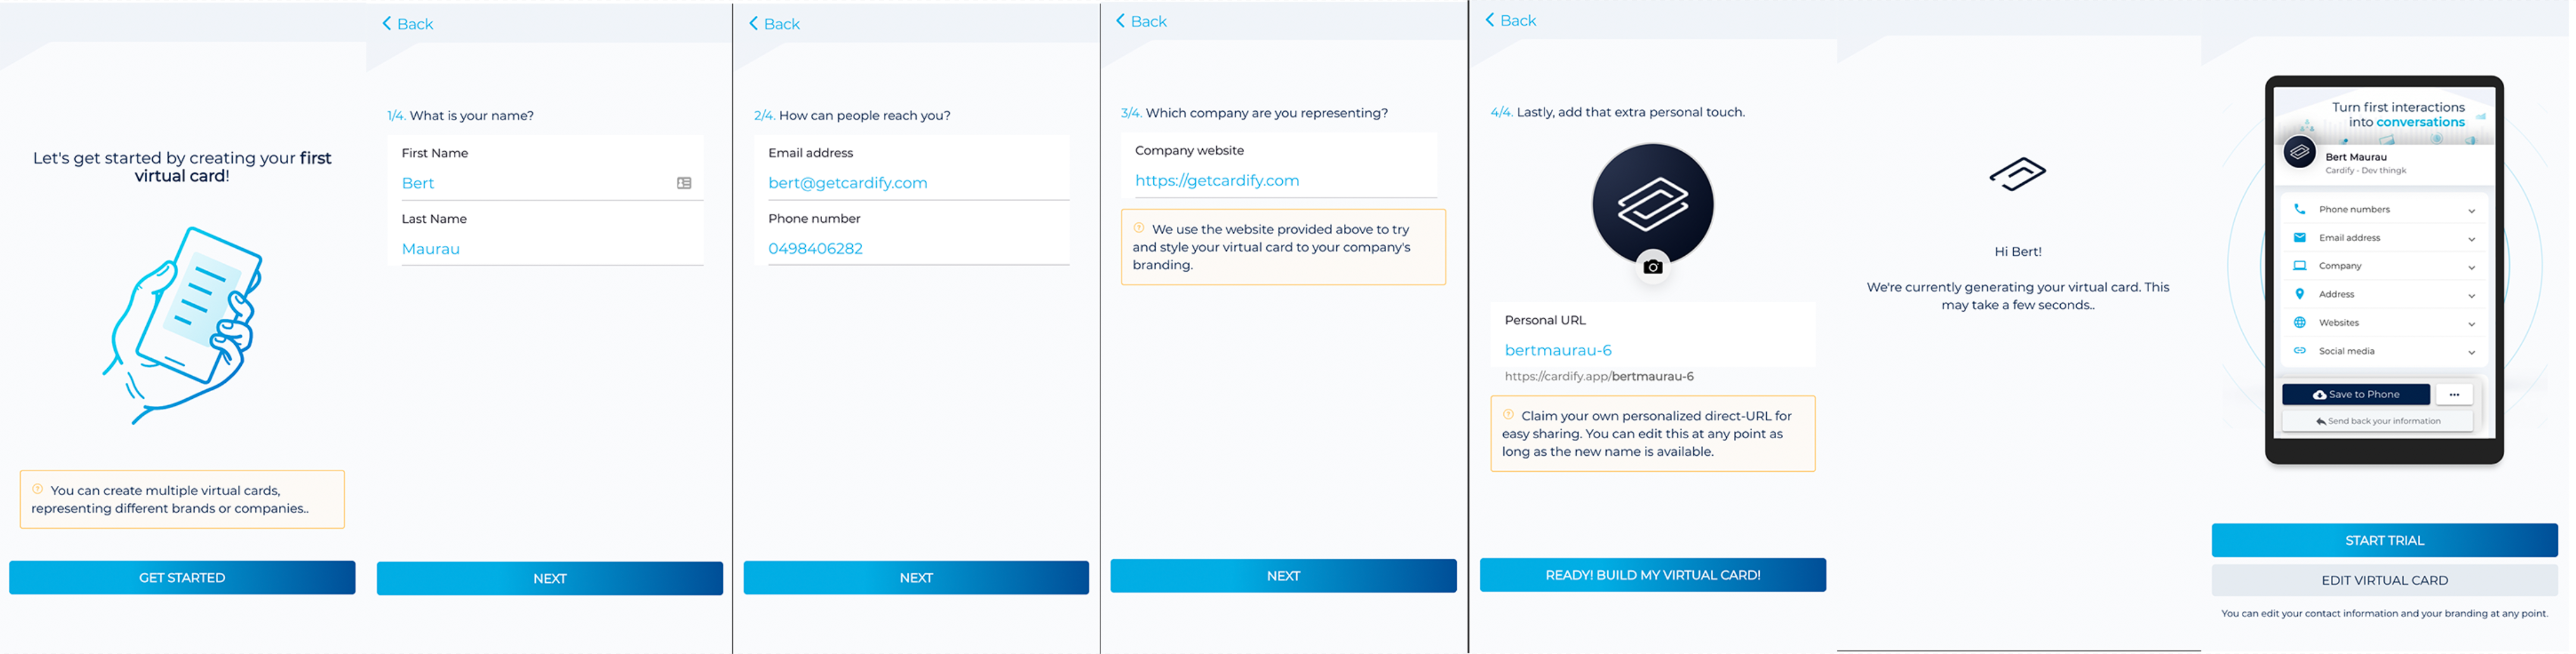 Let's get started by creating your first
virtual card!
You can create multiple virtual cards,
representing different brands or companies..
GET STARTED
Back
1/4. What is your name?
First Name
Bert
Last Name
Maurau
NEXT
Back
2/4. How can people reach you?
Email address
bert@getcardify.com
Phone number
0498406282
NEXT
Back
3/4. Which company are you representing?
Company website
https://getcardify.com
We use the website provided above to try
and style your virtual card to your company's
branding.
NEXT
Back
4/4. Lastly, add that extra personal touch.
Personal URL
bertmaurau-6
https://cardify.app/bertmaurau-6
Claim your own personalized direct-URL for
easy sharing. You can edit this at any point as
long as the new name is available.
READY! BUILD MY VIRTUAL CARD!
Hi Bert!
We're currently generating your virtual card. This
may take a few seconds..
Turn first interactions
into conversations
Bert Maurau
Cardify - Dev thingk
Phone numbers
Email address
Company
Address
Websites
Social media
Save to Phone
Send back your information
START TRIAL
EDIT VIRTUAL CARD
You can edit your contact information and your branding at any point.